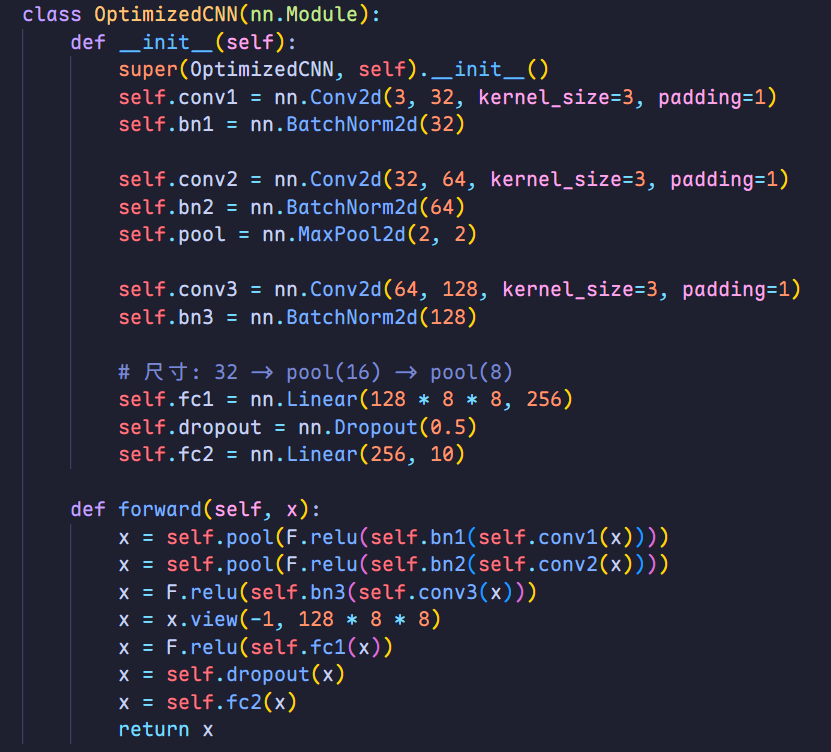 class OptimizedCNN(nn.Module):
    def __init__(self):
        super(OptimizedCNN, self).__init__()
        self.conv1 = nn.Conv2d(3, 32, kernel_size=3, padding=1)
        self.bn1 = nn.BatchNorm2d(32)

        self.conv2 = nn.Conv2d(32, 64, kernel_size=3, padding=1)
        self.bn2 = nn.BatchNorm2d(64)
        self.pool = nn.MaxPool2d(2, 2)

        self.conv3 = nn.Conv2d(64, 128, kernel_size=3, padding=1)
        self.bn3 = nn.BatchNorm2d(128)

        # 尺寸: 32 -> pool(16) -> pool(8)
        self.fc1 = nn.Linear(128 * 8 * 8, 256)
        self.dropout = nn.Dropout(0.5)
        self.fc2 = nn.Linear(256, 10)

    def forward(self, x):
        x = self.pool(F.relu(self.bn1(self.conv1(x))))
        x = self.pool(F.relu(self.bn2(self.conv2(x))))
        x = F.relu(self.bn3(self.conv3(x)))
        x = x.view(-1, 128 * 8 * 8)
        x = F.relu(self.fc1(x))
        x = self.dropout(x)
        x = self.fc2(x)
        return x